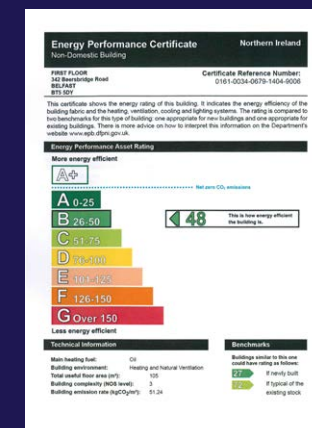 Energy Performance Certificate
Northern Ireland
Non-Domestic Building
FIRST FLOOR
342 Beersbridge Road
BELFAST
BT5 5DY
Certificate Reference Number:
0161-0034-0679-1404-9006
This certificate shows the energy rating of this building. It indicates the energy efficiency of the
building fabric and the heating, ventilation, cooling and lighting systems. The rating is compared to
two benchmarks for this type of building: one appropriate for new buildings and one appropriate for
existing buildings. There is more advice on how to interpret this information on the Department's
website www.epb.dfpni.gov.uk.
Energy Performance Asset Rating
More energy efficient
A+
Net zero CO₂ emissions
A 0-25
B 26-50
48
This is how energy efficient
the building is.
C 51-75
D 76-100
E 101-125
F 126-150
G Over 150
Less energy efficient
Technical Information
Main heating fuel: Oil
Building environment: Heating and Natural Ventilation
Total useful floor area (m²): 105
Building complexity (NOS level): 3
Building emission rate (kgCO₂/m²): 51.24
Benchmarks
Buildings similar to this one
could have rating as follows:
27 If newly built
72 If typical of the
existing stock